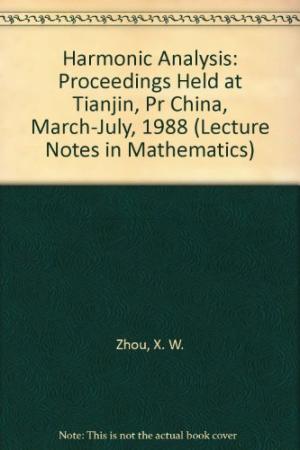 Harmonic Analysis:
Proceedings Held at
Tianjin, Pr China,
March-July, 1988 (Lecture
Notes in Mathematics)
Zhou, X. W.
Note: This is not the actual book cover